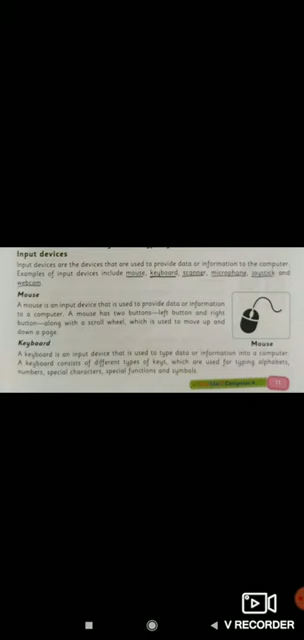 Input devices
Input devices are the devices that are used to provide data or information to the computer.
Examples of input devices include mouse, keyboard, scanner, microphone, joystick and
webcam.
Mouse
A mouse is an input device that is used to provide data or information
to a computer. A mouse has two buttons—left button and right
button—along with a scroll wheel, which is used to move up and
down a page.
Mouse
Keyboard
A keyboard is an input device that is used to type data or information into a computer.
A keyboard consists of different types of keys, which are used for typing alphabets,
numbers, special characters, special functions and symbols.
11
V RECORDER